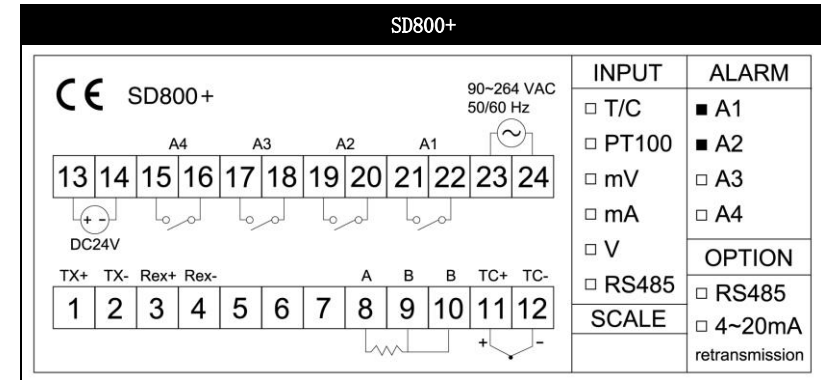 SD800+
CE SD800+
90~264 VAC
50/60 Hz
A4 A3 A2 A1
13 14 15 16 17 18 19 20 21 22 23 24
+ -
DC24V
TX+ TX- Rex+ Rex- A B B TC+ TC-
1 2 3 4 5 6 7 8 9 10 11 12
+ -
INPUT
□ T/C
□ PT100
□ mV
□ mA
□ V
□ RS485
SCALE
ALARM
■ A1
■ A2
□ A3
□ A4
OPTION
□ RS485
□ 4~20mA
retransmission